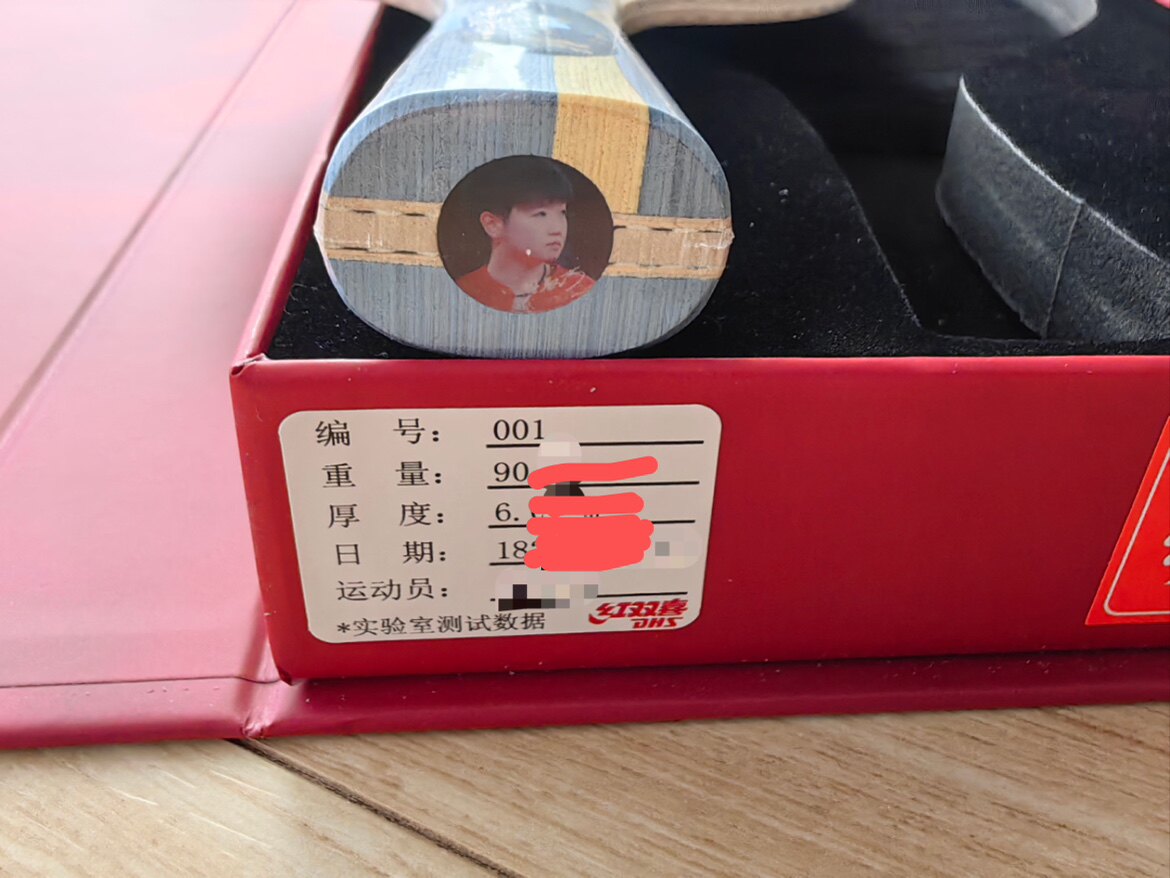 编 号： 001
重 量： 90
厚 度： 6.
日 期： 18
运动员：
*实验室测试数据
红双喜
DHS